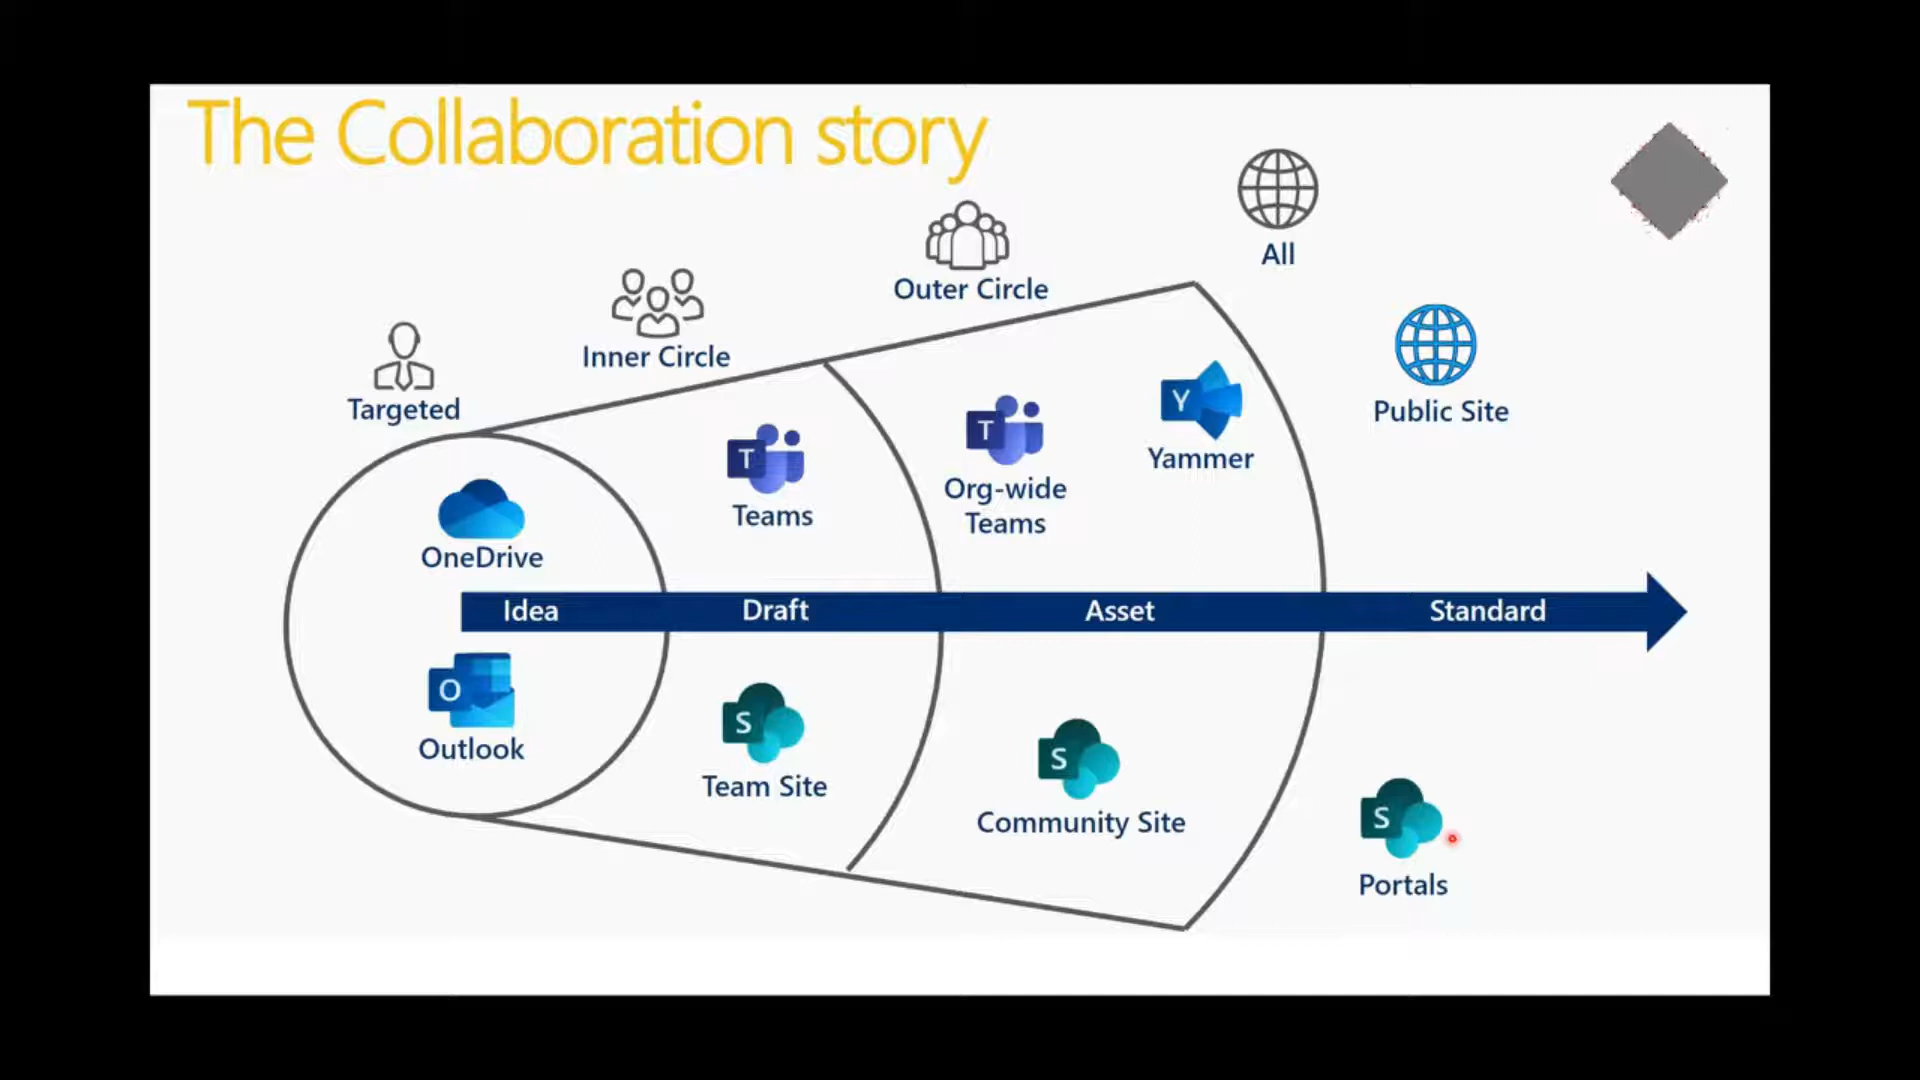 The Collaboration story
All
Outer Circle
Inner Circle
Targeted
Public Site
Y
Yammer
T
Org-wide
Teams
T
Teams
OneDrive
Idea
Draft
Asset
Standard
O
Outlook
S
Team Site
S
Community Site
S
Portals